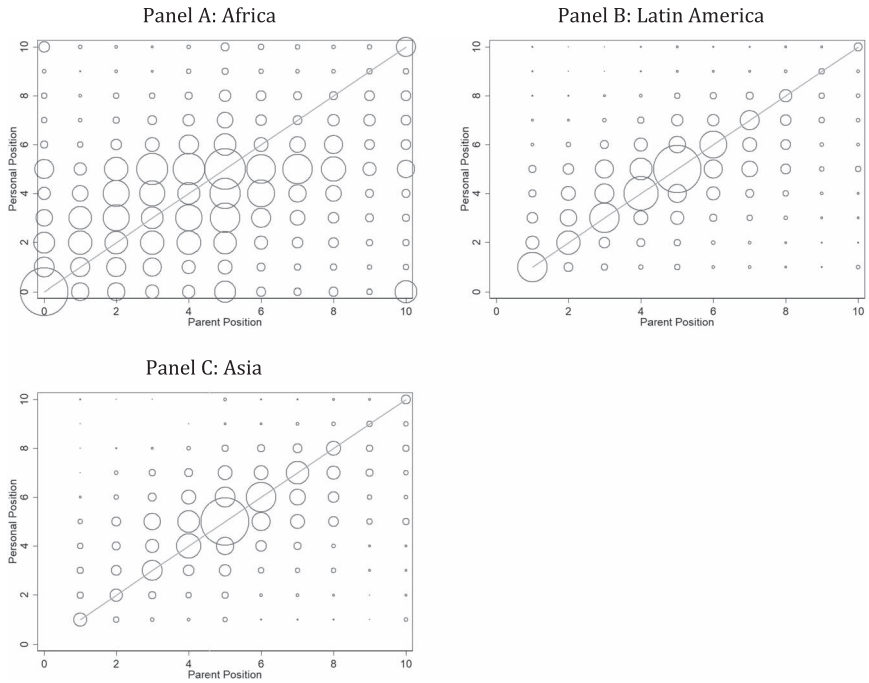 Panel A: Africa
Personal Position
0 2 4 6 8 10
0 2 4 6 8 10
Parent Position
Panel B: Latin America
Personal Position
0 2 4 6 8 10
0 2 4 6 8 10
Parent Position
Panel C: Asia
Personal Position
0 2 4 6 8 10
0 2 4 6 8 10
Parent Position